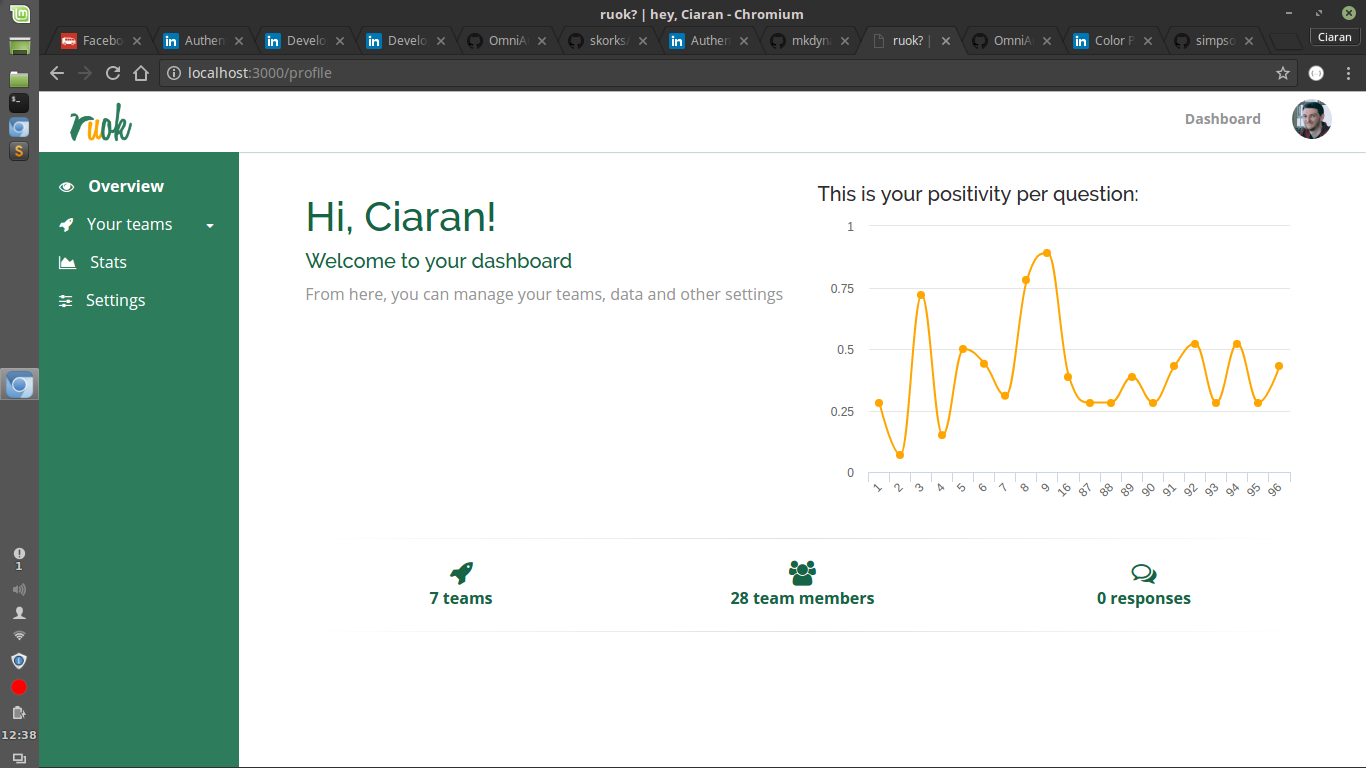 ruok? | hey, Ciaran - Chromium
Facebo
Authen
Develo
Develo
OmniA
skorks
Authen
mkdyn
ruok? |
OmniA
Color P
simpso
Ciaran
localhost:3000/profile
ruok
Dashboard
Overview
Your teams
Stats
Settings
Hi, Ciaran!
Welcome to your dashboard
From here, you can manage your teams, data and other settings
This is your positivity per question:
1
0.75
0.5
0.25
0
1 2 3 4 5 6 7 8 9 16 87 88 89 90 91 92 93 94 95 96
7 teams
28 team members
0 responses
1
12:38